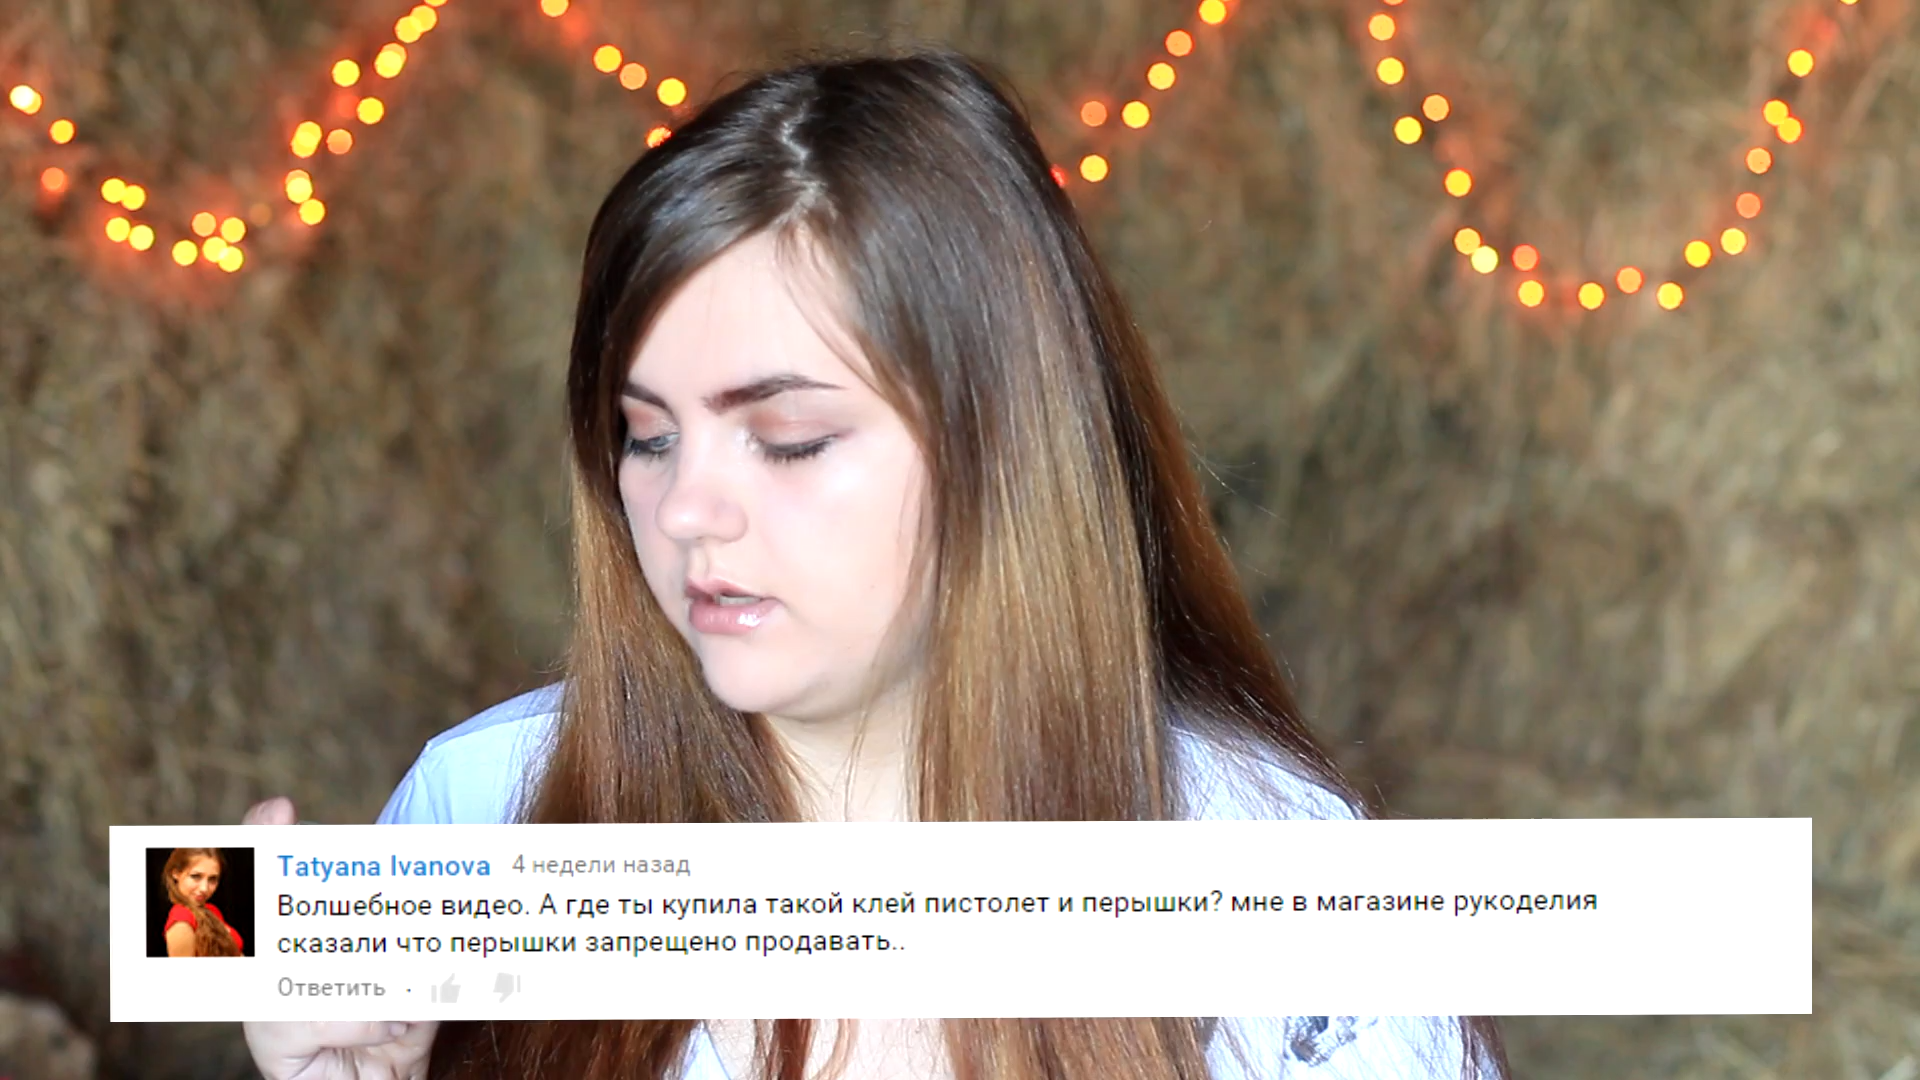 Tatyana Ivanova 4 недели назад
Волшебное видео. А где ты купила такой клей пистолет и перышки? мне в магазине рукоделия
сказали что перышки запрещено продавать..
Ответить ·